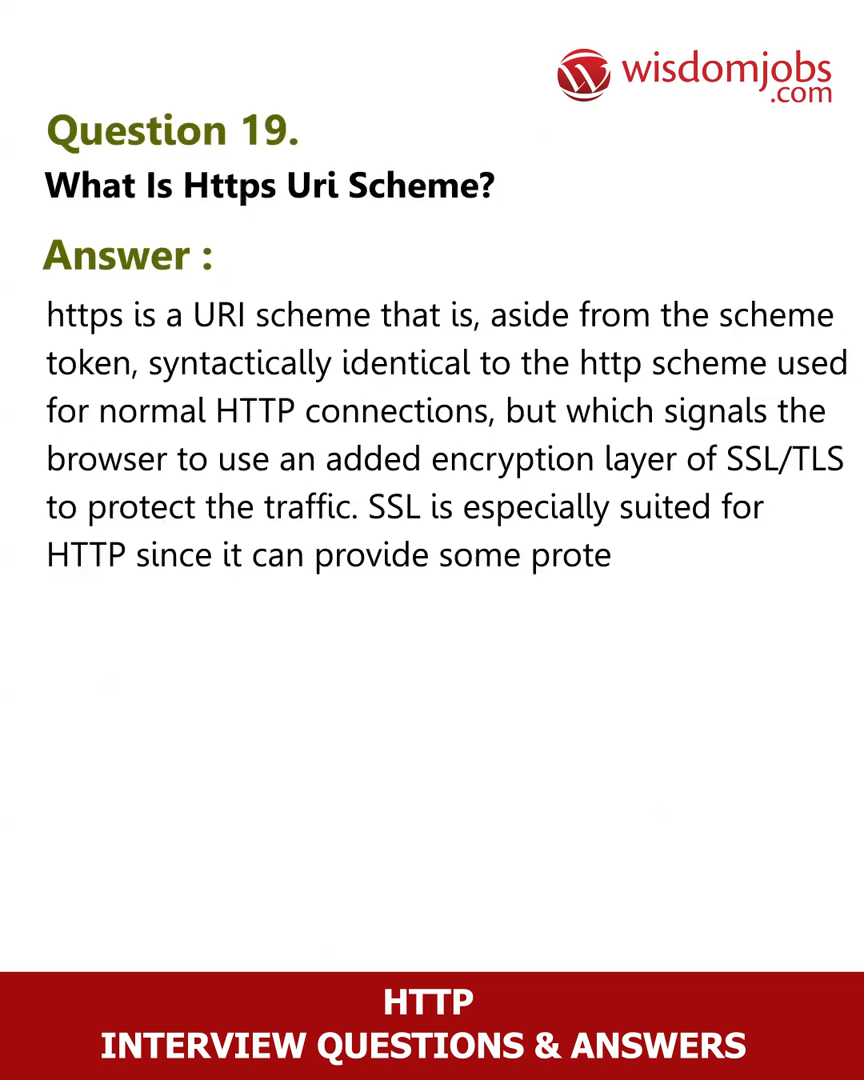 wisdomjobs
.com
Question 19.
What Is Https Uri Scheme?
Answer :
https is a URI scheme that is, aside from the scheme
token, syntactically identical to the http scheme used
for normal HTTP connections, but which signals the
browser to use an added encryption layer of SSL/TLS
to protect the traffic. SSL is especially suited for
HTTP since it can provide some prote
HTTP
INTERVIEW QUESTIONS & ANSWERS